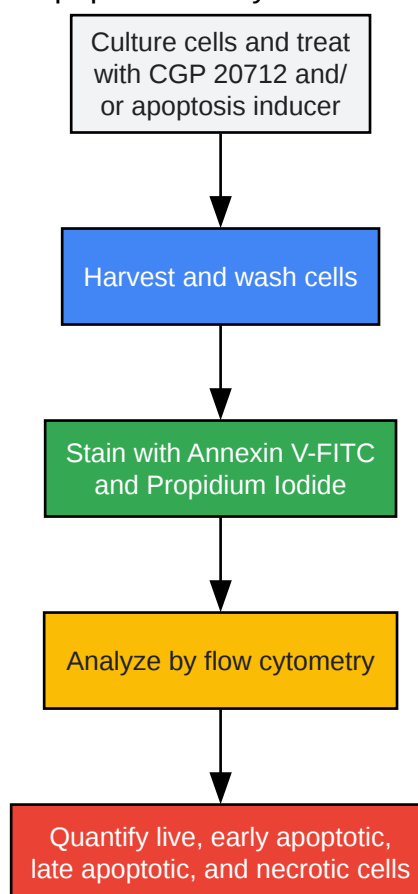 Culture cells and treat
with CGP 20712 and/
or apoptosis inducer
Harvest and wash cells
Stain with Annexin V-FITC
and Propidium Iodide
Analyze by flow cytometry
Quantify live, early apoptotic,
late apoptotic, and necrotic cells